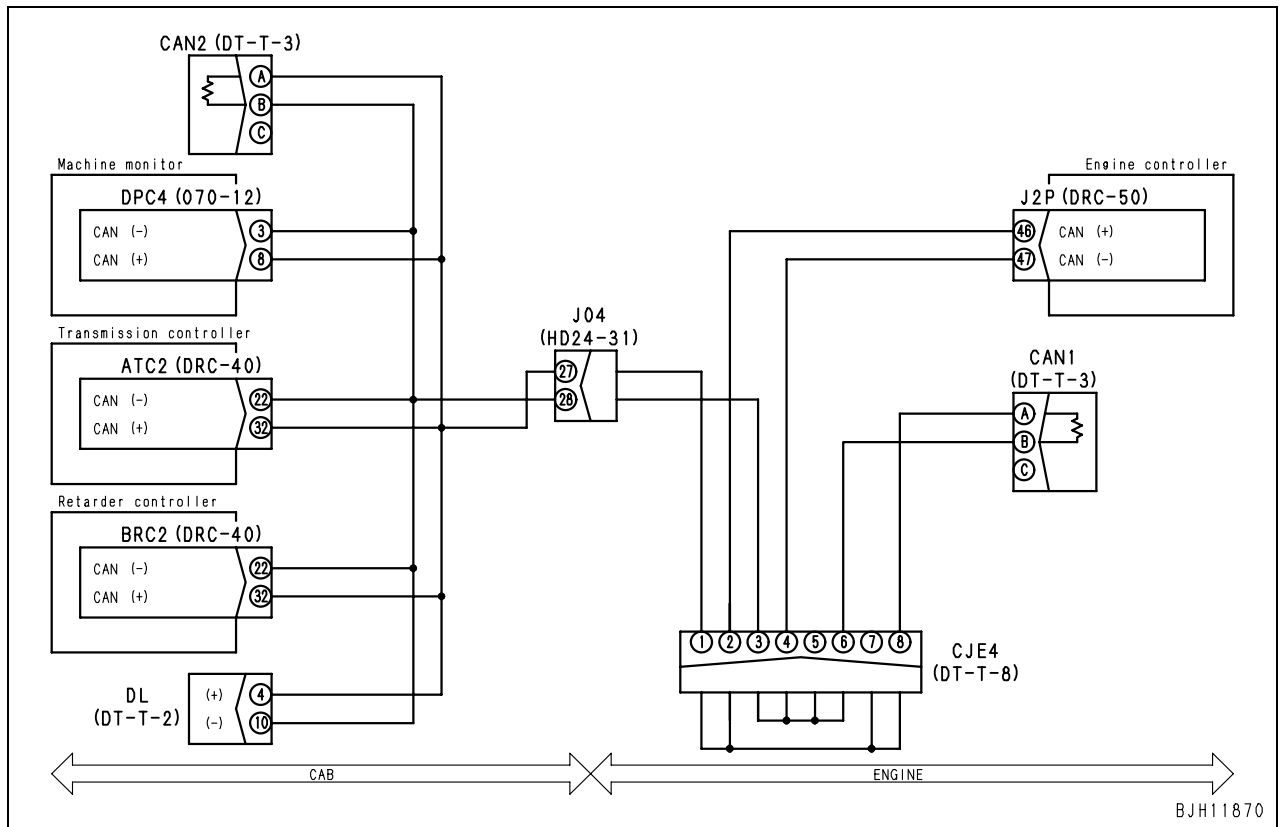 CAN2 (DT-T-3)
A
B
C
Machine monitor
DPC4 (070-12)
CAN (-) 3
CAN (+) 8
Transmission controller
ATC2 (DRC-40)
CAN (-) 22
CAN (+) 32
Retarder controller
BRC2 (DRC-40)
CAN (-) 22
CAN (+) 32
DL
(DT-T-2)
(+) 4
(-) 10
J04
(HD24-31)
27
28
Engine controller
J2P (DRC-50)
46 CAN (+)
47 CAN (-)
CAN1
(DT-T-3)
A
B
C
1 2 3 4 5 6 7 8
CJE4
(DT-T-8)
CAB
ENGINE
BJH11870